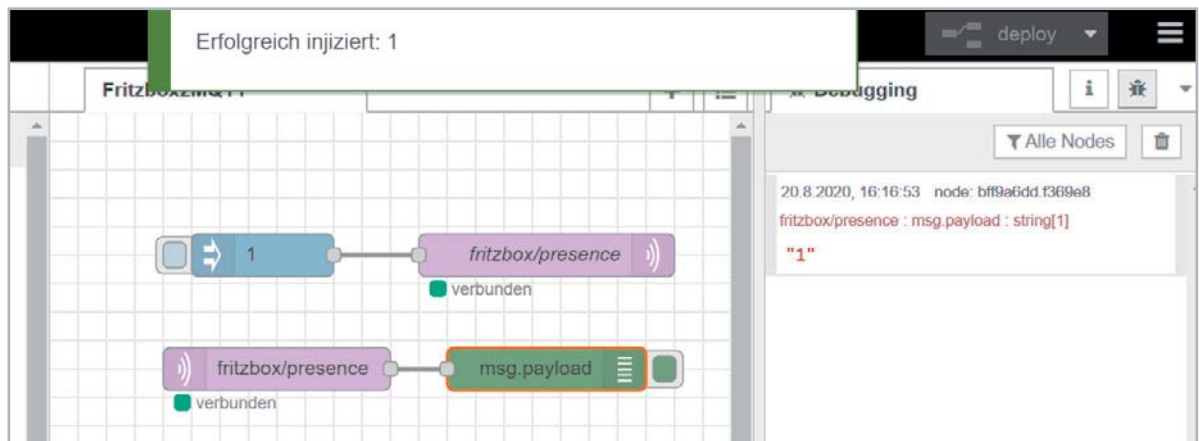 Erfolgreich injiziert: 1
deploy
Fritzbox2MQTT
Debugging
i
Alle Nodes
20.8.2020, 16:16:53 node: bff9a6dd.f369e8
fritzbox/presence : msg.payload : string[1]
"1"
1
fritzbox/presence
verbunden
fritzbox/presence
msg.payload
verbunden